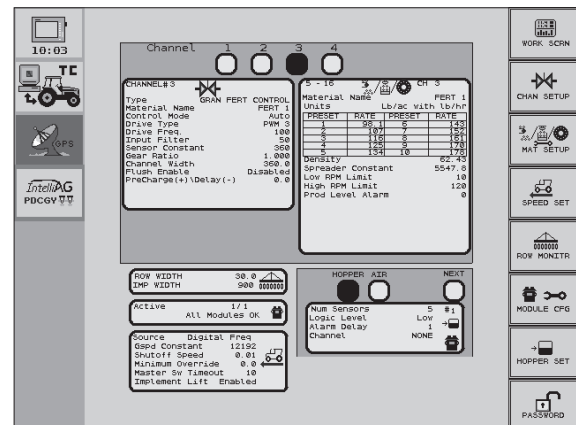 10:03
TC
GPS
IntelliAG
PDCGY
Channel 1 2 3 4
CHANNEL# 3
Type GRAN FERT CONTROL
Material Name FERT 1
Control Mode Auto
Drive Type PWM 3
Drive Freq. 100
Input Filter 50
Sensor Constant 360
Gear Ratio 1.000
Channel Width 360.0
Flush Enable Disabled
PreCharge(+)\Delay(-) 0.0
5 - 16 CH 3
Material Name FERT 1
Units Lb/ac with lb/hr
PRESET RATE PRESET RATE
1 98.1 6 143
2 107 7 152
3 116 8 161
4 125 9 170
5 134 10 178
Density 62.43
Spreader Constant 5547.8
Low RPM Limit 10
High RPM Limit 120
Prod Level Alarm 0
ROW WIDTH 30.0
IMP WIDTH 900
Active 1/1
All Modules OK
Source Digital Freq
Gspd Constant 12192
Shutoff Speed 0.01
Minimum Override 0.0
Master Sw Timeout 10
Implement Lift Enabled
HOPPER AIR NEXT
Num Sensors 5 #1
Logic Level Low
Alarm Delay 1
Channel NONE
WORK SCRN
CHAN SETUP
MAT SETUP
SPEED SET
ROW MONITR
MODULE CFG
HOPPER SET
PASSWORD